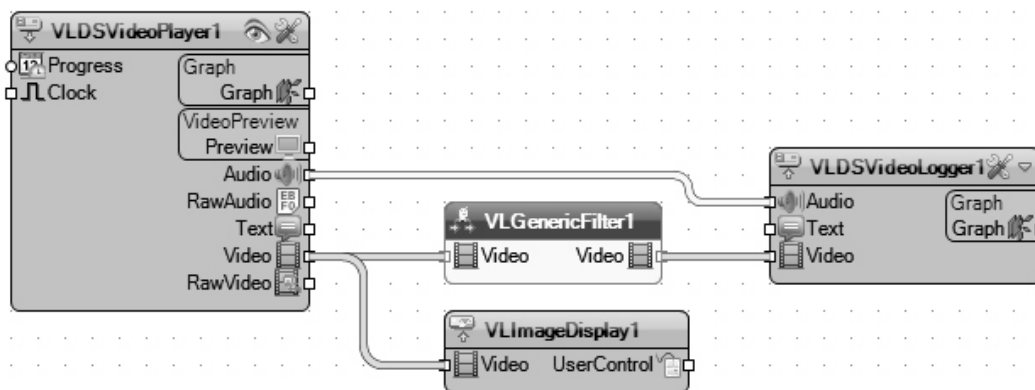 VLDSVideoPlayer1
Progress
Clock
Graph
Graph
VideoPreview
Preview
Audio
RawAudio
Text
Video
RawVideo
VLGenericFilter1
Video Video
VLImageDisplay1
Video UserControl
VLDSVideoLogger1
Audio
Text
Video
Graph
Graph